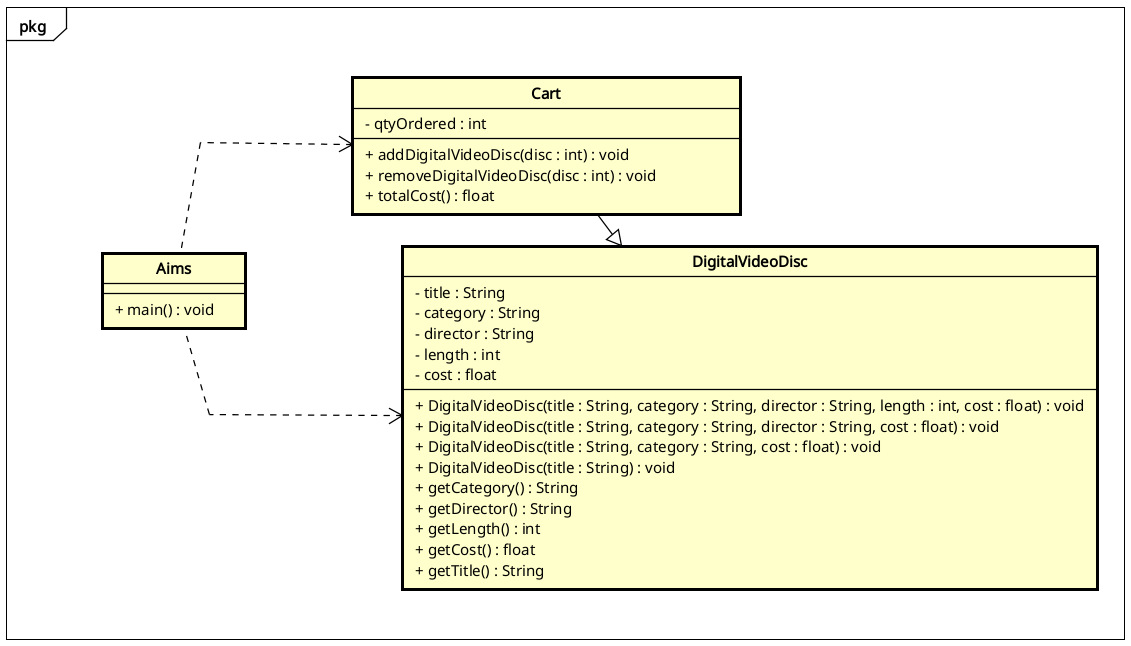 pkg
Cart
- qtyOrdered : int
+ addDigitalVideoDisc(disc : int) : void
+ removeDigitalVideoDisc(disc : int) : void
+ totalCost() : float
Aims
+ main() : void
DigitalVideoDisc
- title : String
- category : String
- director : String
- length : int
- cost : float
+ DigitalVideoDisc(title : String, category : String, director : String, length : int, cost : float) : void
+ DigitalVideoDisc(title : String, category : String, director : String, cost : float) : void
+ DigitalVideoDisc(title : String, category : String, cost : float) : void
+ DigitalVideoDisc(title : String) : void
+ getCategory() : String
+ getDirector() : String
+ getLength() : int
+ getCost() : float
+ getTitle() : String